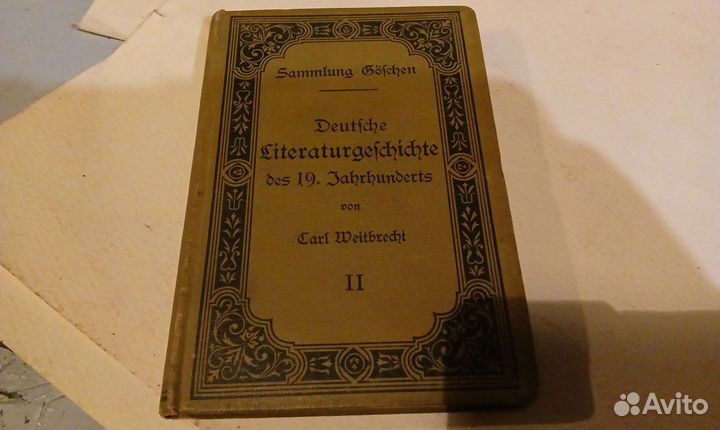 Sammlung Göschen
Deutſche
Literaturgeſchichte
des 19. Jahrhunderts
von
Carl Weitbrecht
II
Avito